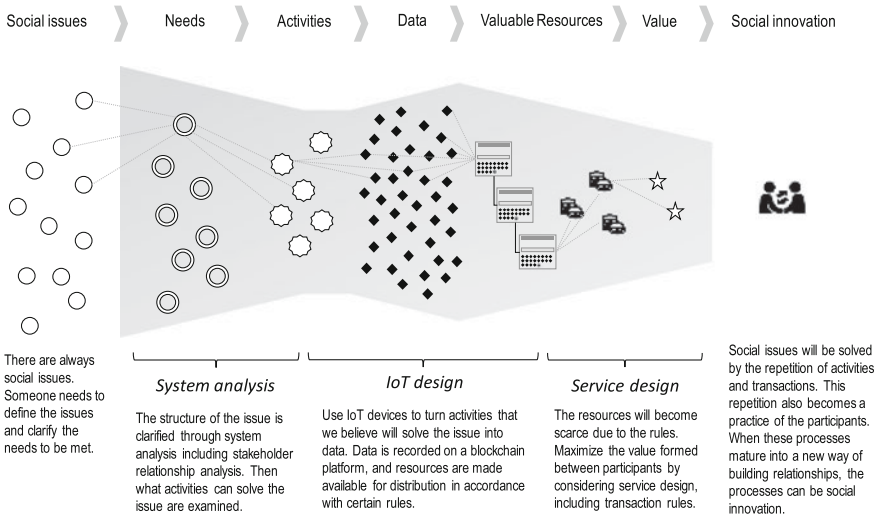 Social issues
Needs
Activities
Data
Valuable Resources
Value
Social innovation
There are always
social issues.
Someone needs to
define the issues
and clarify the
needs to be met.
System analysis
The structure of the issue is
clarified through system
analysis including stakeholder
relationship analysis. Then
what activities can solve the
issue are examined.
IoT design
Use IoT devices to turn activities that
we believe will solve the issue into
data. Data is recorded on a blockchain
platform, and resources are made
available for distribution in accordance
with certain rules.
Service design
The resources will become
scarce due to the rules.
Maximize the value formed
between participants by
considering service design,
including transaction rules.
Social issues will be solved
by the repetition of activities
and transactions. This
repetition also becomes a
practice of the participants.
When these processes
mature into a new way of
building relationships, the
processes can be social
innovation.